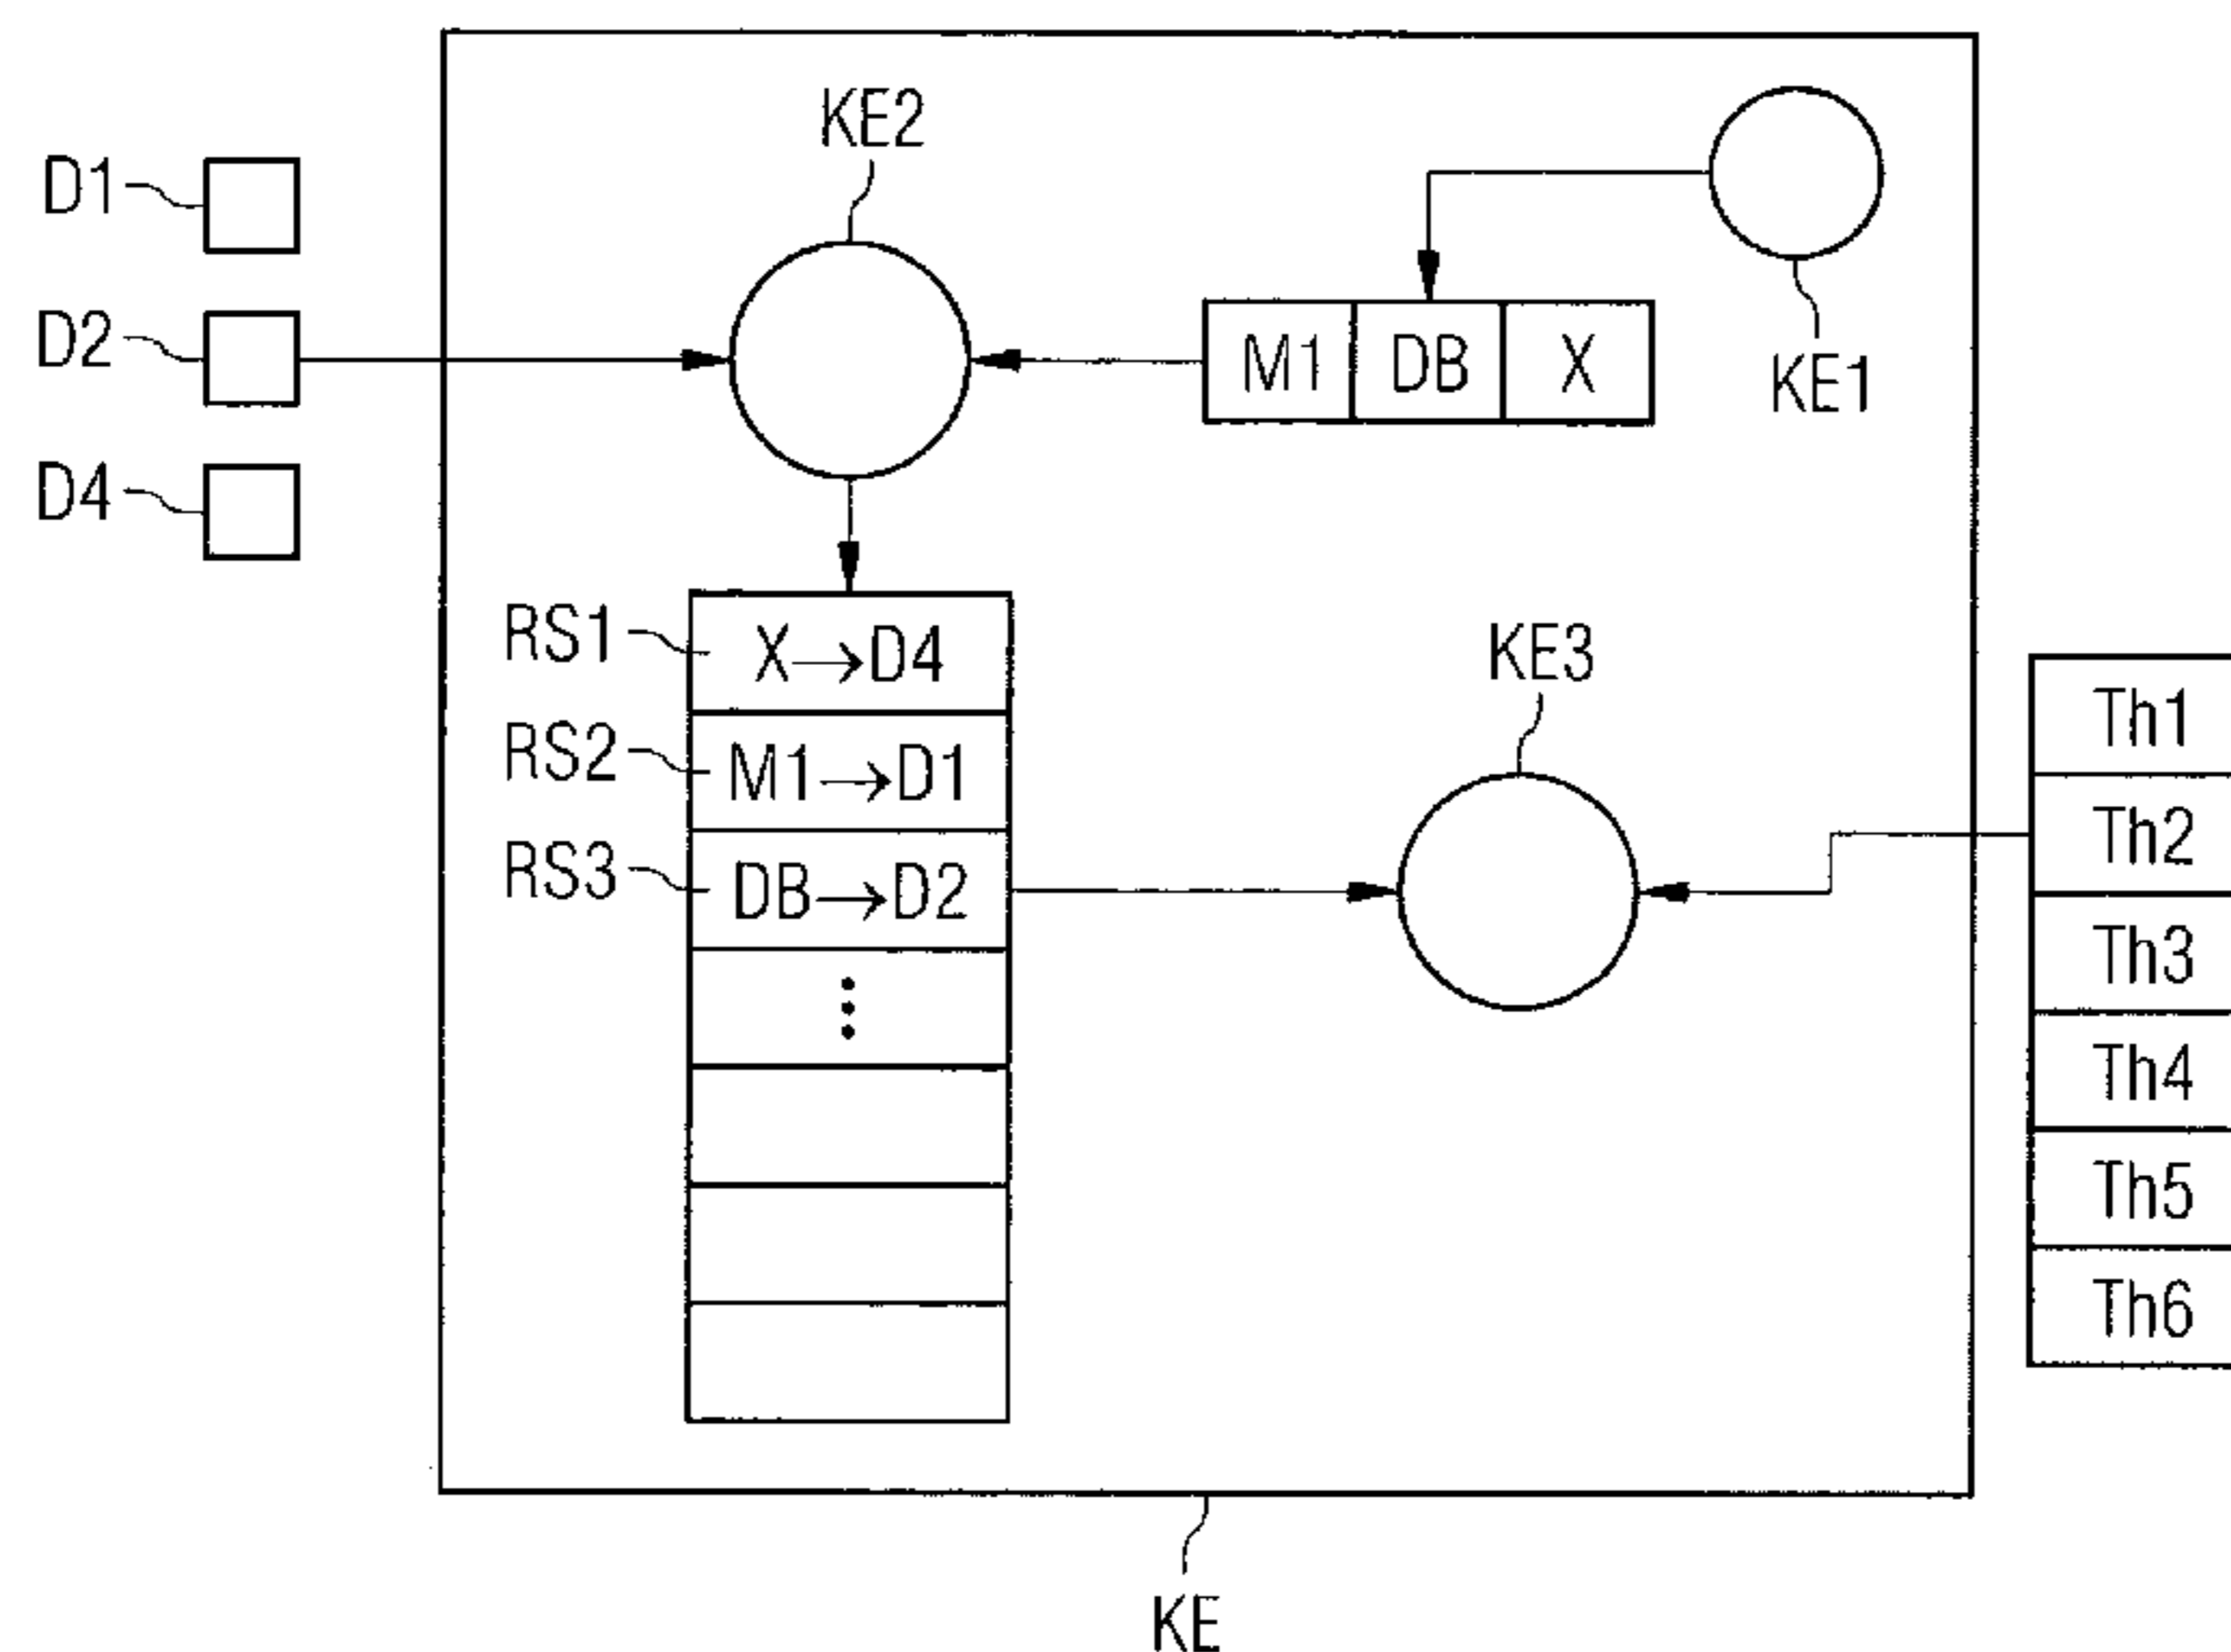 KE2
D1
D2
D4
M1 DB X
KE1
RS1 X→D4
RS2 M1→D1
RS3 DB→D2
⋮
KE3
Th1
Th2
Th3
Th4
Th5
Th6
KE